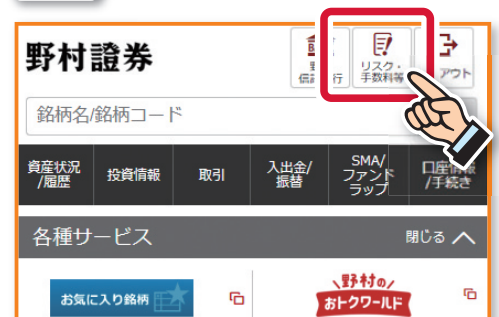 野村證券
リスク・
手数料等
アウト
銘柄名/銘柄コード
資産状況
/履歴
投資情報
取引
入出金/
振替
SMA/
ファンド
ラップ
口座情報
/手続き
各種サービス
閉じる
お気に入り銘柄
野村の
おトクワールド